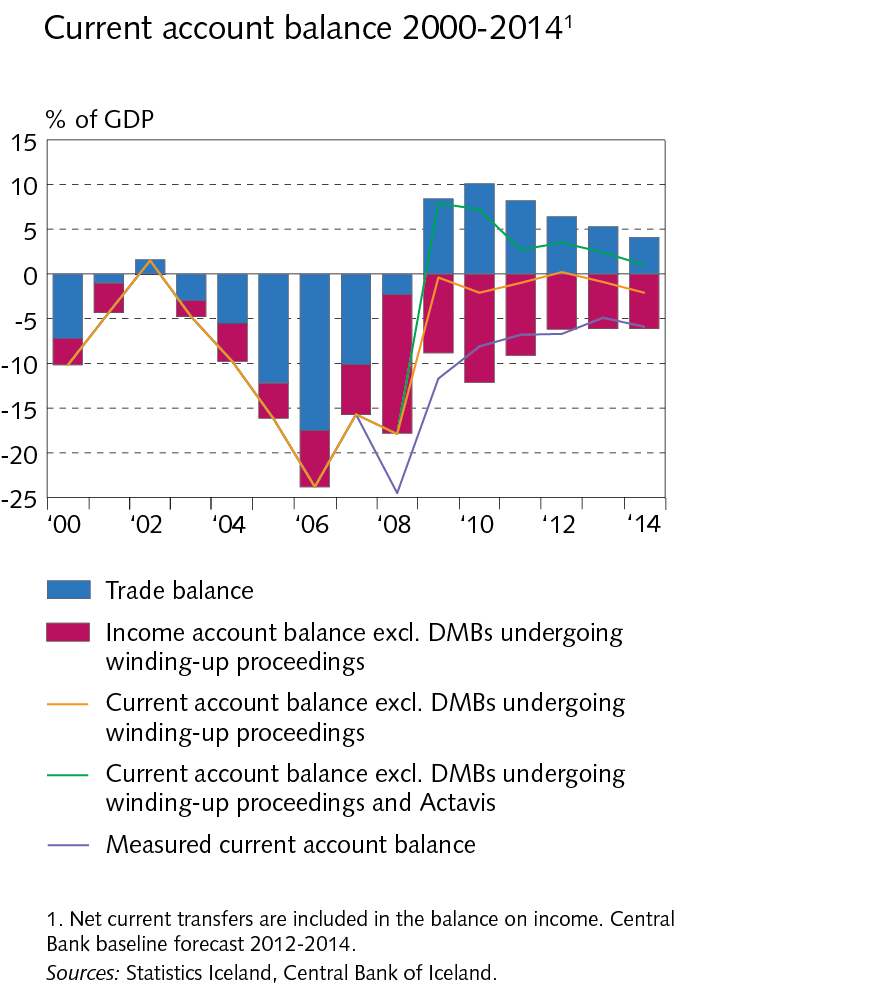 Current account balance 2000-2014¹
% of GDP
15
10
5
0
-5
-10
-15
-20
-25
‘00 ‘02 ‘04 ‘06 ‘08 ‘10 ‘12 ‘14
Trade balance
Income account balance excl. DMBs undergoing
winding-up proceedings
Current account balance excl. DMBs undergoing
winding-up proceedings
Current account balance excl. DMBs undergoing
winding-up proceedings and Actavis
Measured current account balance
1. Net current transfers are included in the balance on income. Central
Bank baseline forecast 2012-2014.
Sources: Statistics Iceland, Central Bank of Iceland.